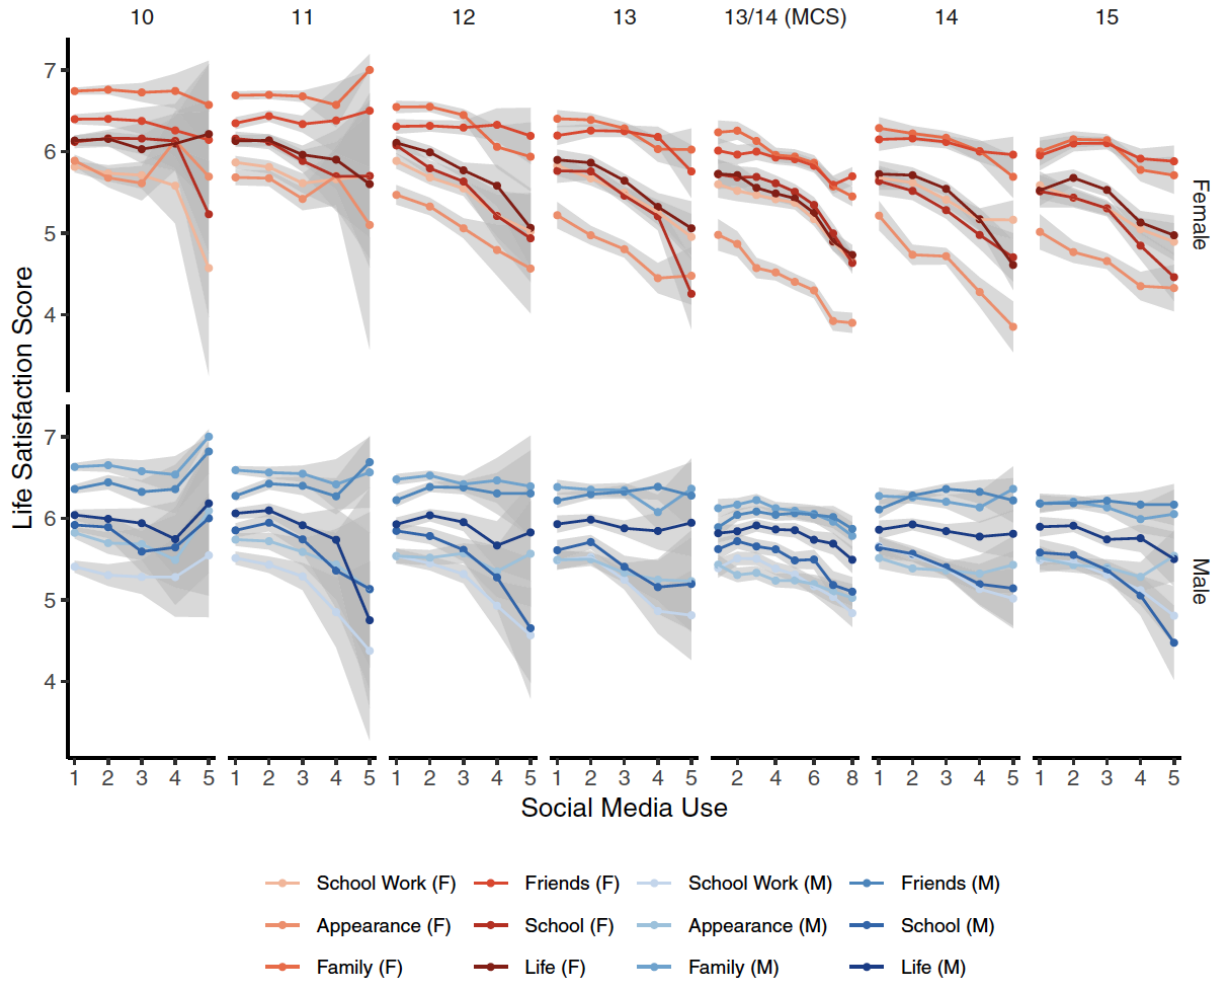 10 11 12 13 13/14 (MCS) 14 15
7
6
5
4
Female
Life Satisfaction Score
7
6
5
4
Male
1 2 3 4 5 1 2 3 4 5 1 2 3 4 5 1 2 3 4 5 2 4 6 8 1 2 3 4 5 1 2 3 4 5
Social Media Use
School Work (F) Friends (F) School Work (M) Friends (M)
Appearance (F) School (F) Appearance (M) School (M)
Family (F) Life (F) Family (M) Life (M)